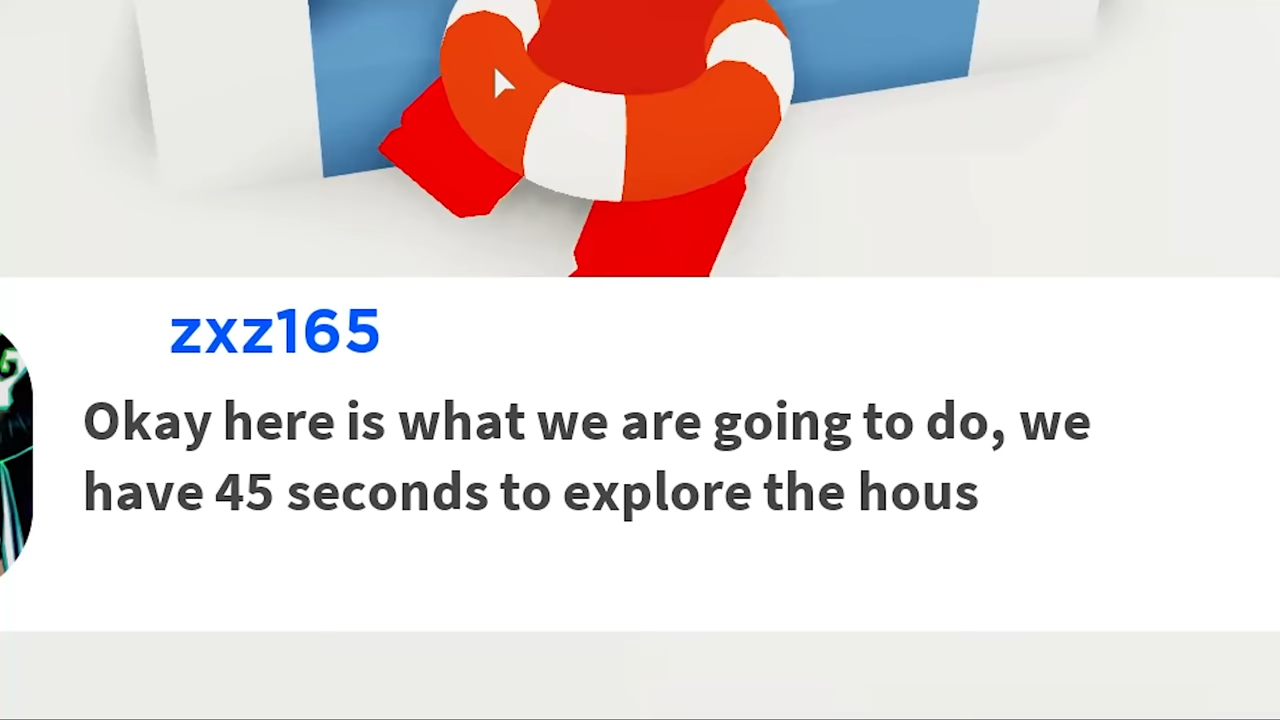 zxz165
Okay here is what we are going to do, we
have 45 seconds to explore the hous